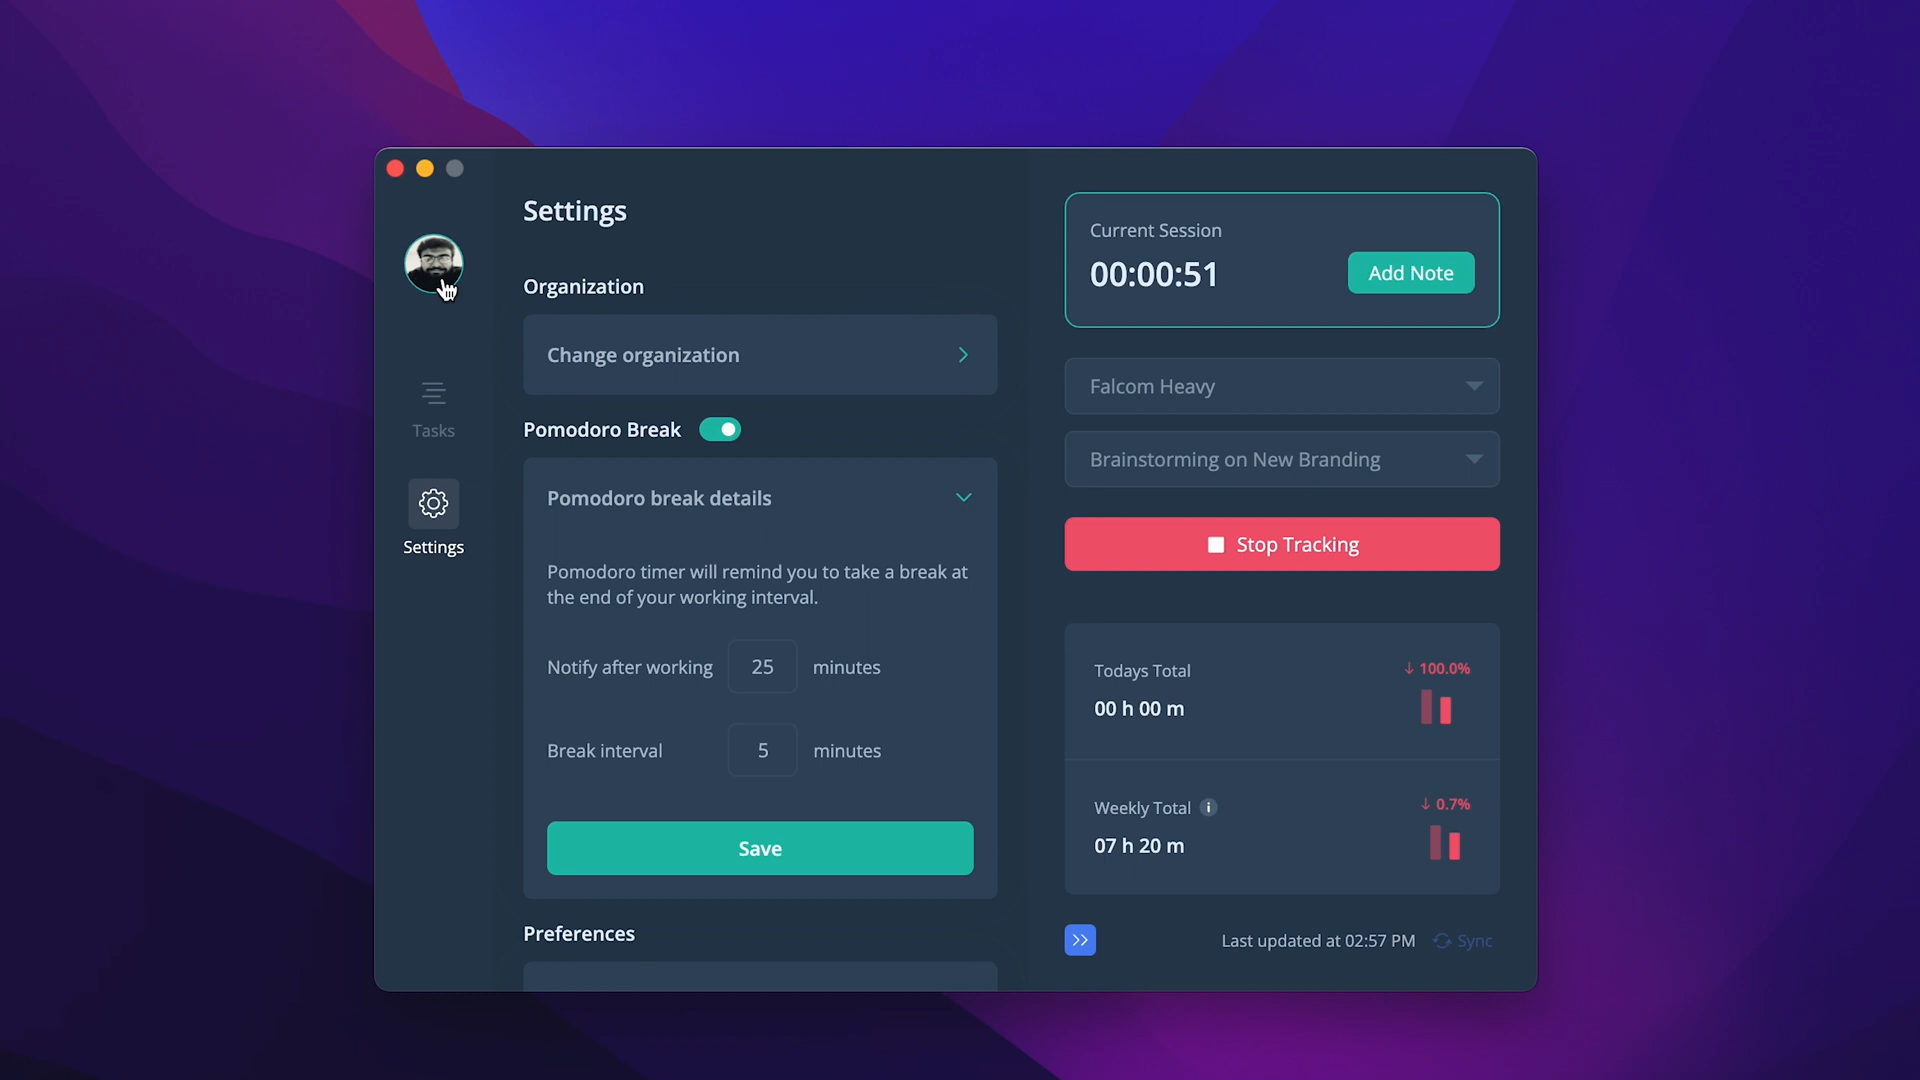 Settings
Organization
Change organization
Pomodoro Break
Pomodoro break details
Pomodoro timer will remind you to take a break at
the end of your working interval.
Notify after working 25 minutes
Break interval 5 minutes
Save
Preferences
Tasks
Settings
Current Session
00:00:51
Add Note
Falcom Heavy
Brainstorming on New Branding
Stop Tracking
Todays Total
↓ 100.0%
00 h 00 m
Weekly Total i
↓ 0.7%
07 h 20 m
Last updated at 02:57 PM Sync